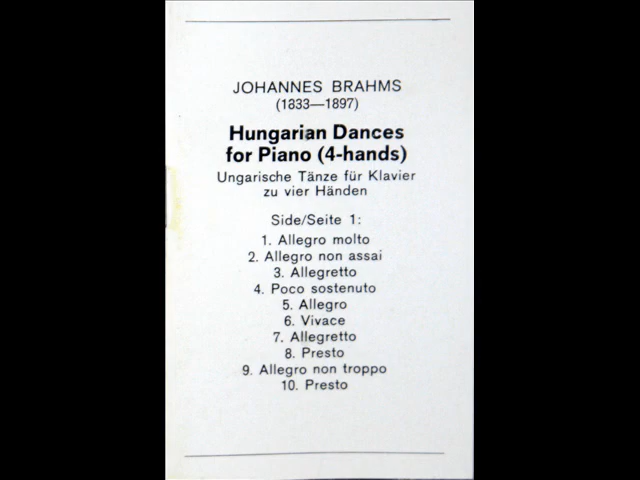 JOHANNES BRAHMS
(1833—1897)
Hungarian Dances
for Piano (4-hands)
Ungarische Tänze für Klavier
zu vier Händen
Side/Seite 1:
1. Allegro molto
2. Allegro non assai
3. Allegretto
4. Poco sostenuto
5. Allegro
6. Vivace
7. Allegretto
8. Presto
9. Allegro non troppo
10. Presto